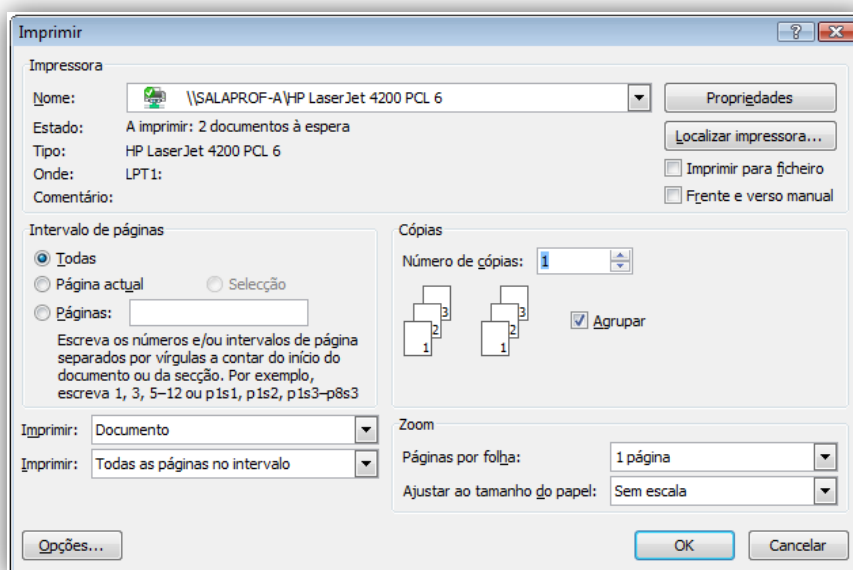 Imprimir
Impressora
Nome: \\SALAPROF-A\HP LaserJet 4200 PCL 6
Propriedades
Estado: A imprimir: 2 documentos à espera
Localizar impressora...
Tipo: HP LaserJet 4200 PCL 6
Imprimir para ficheiro
Onde: LPT1:
Frente e verso manual
Comentário:
Intervalo de páginas
Todas
Página actual Selecção
Páginas:
Escreva os números e/ou intervalos de página
separados por vírgulas a contar do início do
documento ou da secção. Por exemplo,
escreva 1, 3, 5–12 ou p1s1, p1s2, p1s3–p8s3
Cópias
Número de cópias: 1
3 3
2 2
1 1
Agrupar
Imprimir: Documento
Imprimir: Todas as páginas no intervalo
Zoom
Páginas por folha: 1 página
Ajustar ao tamanho do papel: Sem escala
Opções... OK Cancelar